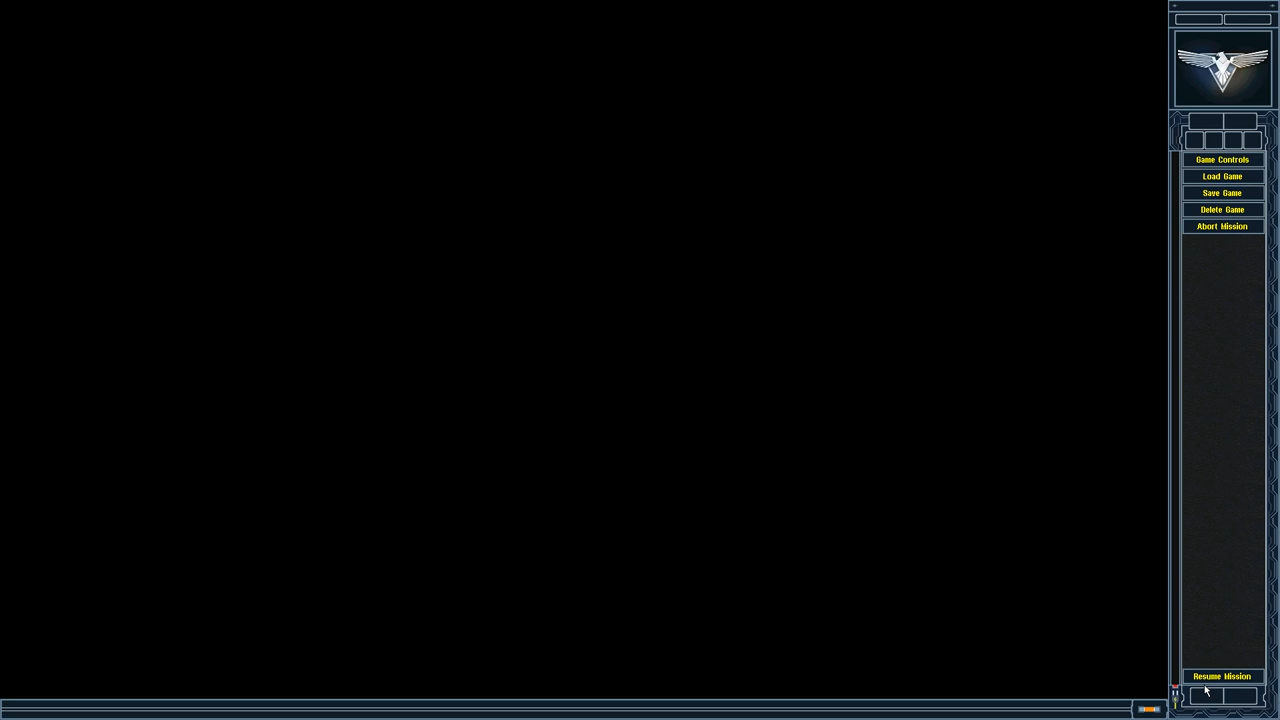 Game Controls
Load Game
Save Game
Delete Game
Abort Mission
Resume Mission